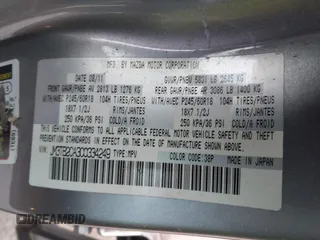 MFD BY MAZDA MOTOR CORPORATION
DATE 08/11 GVWR/PNBV 5831 LB 2645 KG
FRONT GAWR/PNBE AV 2813 LB 1276 KG REAR GAWR/PNBE AR 3086 LB 1400 KG
WITH/AVEC P245/60R18 104H TIRES/PNEUS WITH/AVEC P245/60R18 104H TIRES/PNEUS
18X7 1/2J RIMS/JANTES 18X7 1/2J RIMS/JANTES
250 KPA/36 PSI COLD/A FROID 250 KPA/36 PSI COLD/A FROID
THIS VEHICLE CONFORMS TO ALL APPLICABLE FEDERAL MOTOR VEHICLE SAFETY, BUMPER,
AND THEFT PREVENTION STANDARDS IN EFFECT ON THE DATE OF MANUFACTURE SHOWN ABOVE.
VIN: TYPE: MPV COLOR CODE: 38P MADE IN JAPAN
DREAMBID